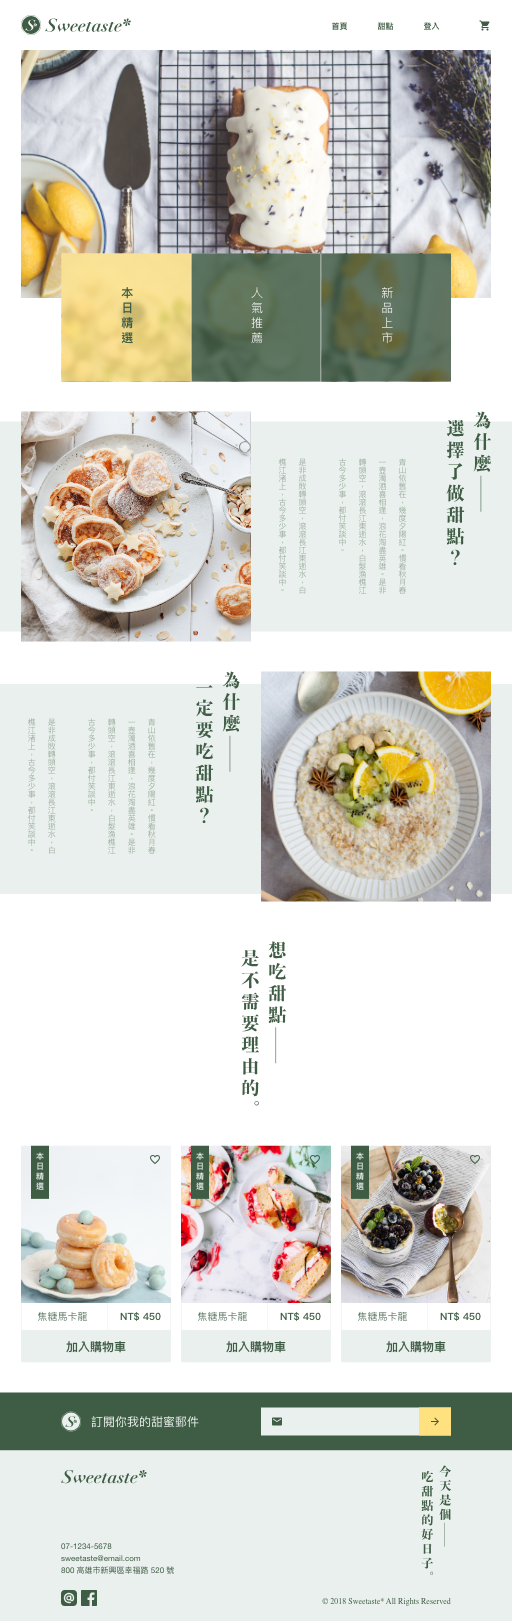 Sweetaste*
首頁
甜點
登入
本日精選
人氣推薦
新品上市
為什麼——
選擇了做甜點？
青山依舊在，幾度夕陽紅。慣看秋月春
一壺濁酒喜相逢，浪花淘盡英雄。是非
轉頭空，滾滾長江東逝水，白髮漁樵江
古今多少事，都付笑談中。
是非成敗轉頭空，滾滾長江東逝水，白
樵江渚上，古今多少事，都付笑談中。
為什麼——
一定要吃甜點？
青山依舊在，幾度夕陽紅。慣看秋月春
一壺濁酒喜相逢，浪花淘盡英雄。是非
轉頭空，滾滾長江東逝水，白髮漁樵江
古今多少事，都付笑談中。
是非成敗轉頭空，滾滾長江東逝水，白
樵江渚上，古今多少事，都付笑談中。
想吃甜點——
是不需要理由的。
本日精選
焦糖馬卡龍
NT$ 450
加入購物車
本日精選
焦糖馬卡龍
NT$ 450
加入購物車
本日精選
焦糖馬卡龍
NT$ 450
加入購物車
訂閱你我的甜蜜郵件
Sweetaste*
今天是個——
吃甜點的好日子。
07-1234-5678
sweetaste@email.com
800 高雄市新興區幸福路 520 號
© 2018 Sweetaste* All Rights Reserved